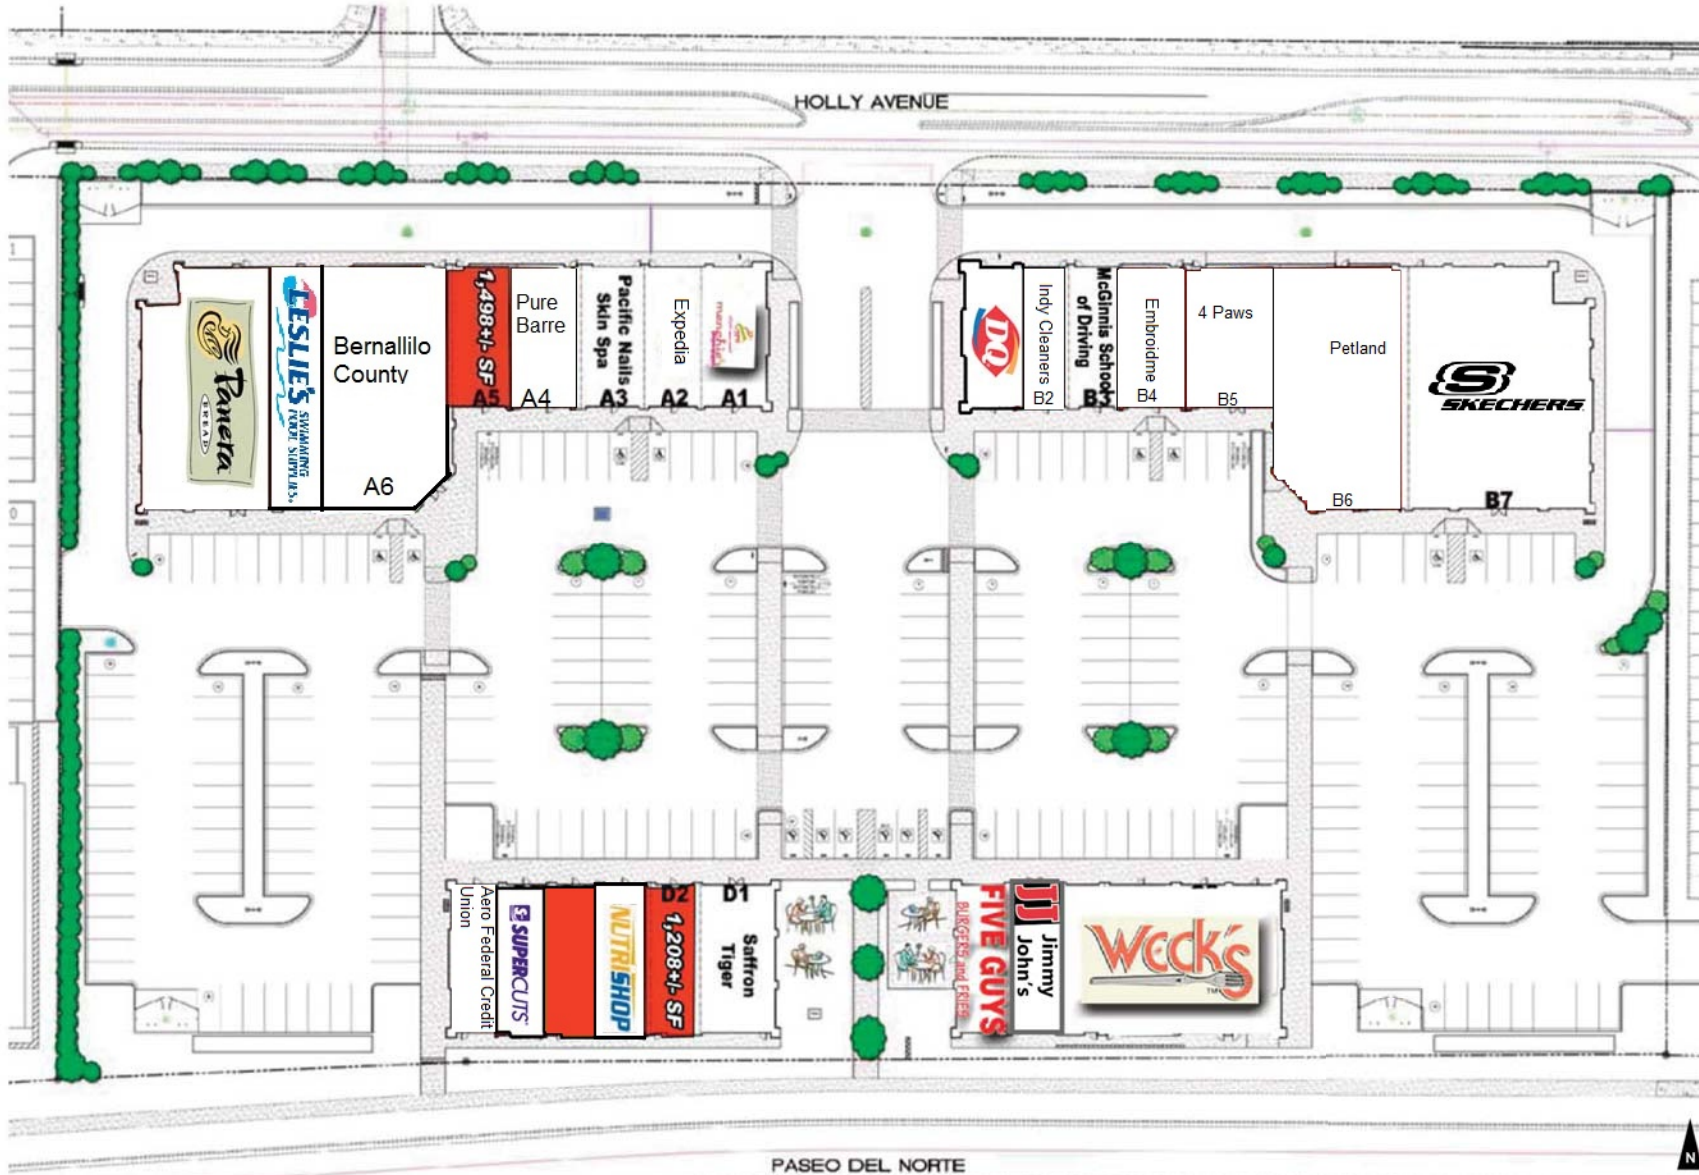 HOLLY AVENUE
Panera
BREAD
LESLIE'S
SWIMMING
POOL SUPPLIES.
Bernallilo
County
A6
1,498+/- SF
A5
Pure
Barre
A4
Pacific Nails
Skin Spa
A3
Expedia
A2
menchie's
A1
DQ
Indy Cleaners
B2
McGinnis School
of Driving
B3
Embroidme
B4
4 Paws
B5
Petland
B6
SKECHERS
B7
Aero Federal Credit
Union
SUPERCUTS
NUTRISHOP
D2
1,208+/- SF
D1
Saffron
Tiger
FIVE GUYS
BURGERS and FRIES
JJ
Jimmy
John's
WECK'S
TM
PASEO DEL NORTE
N